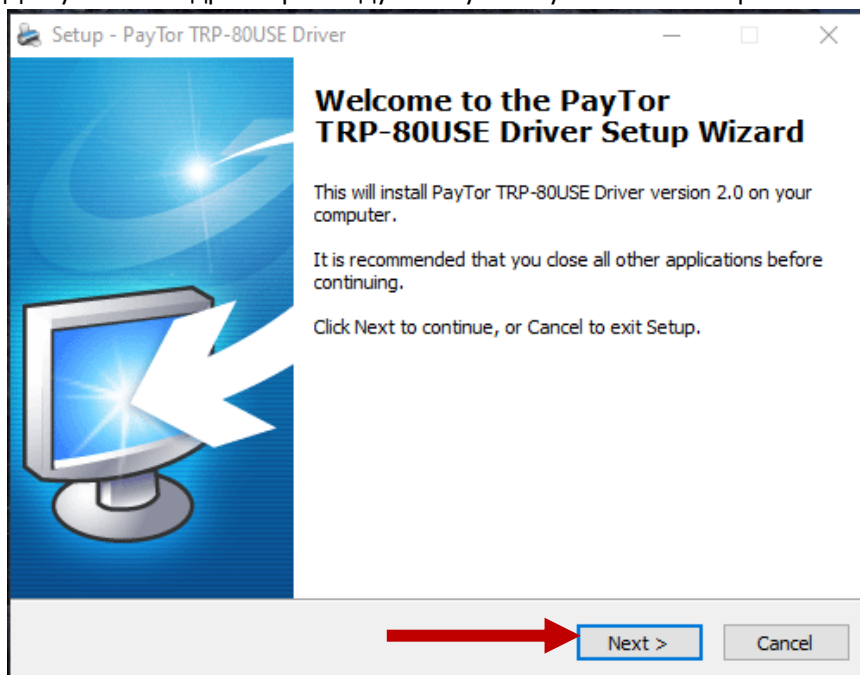 Setup - PayTor TRP-80USE Driver
Welcome to the PayTor
TRP-80USE Driver Setup Wizard
This will install PayTor TRP-80USE Driver version 2.0 on your
computer.
It is recommended that you close all other applications before
continuing.
Click Next to continue, or Cancel to exit Setup.
Next >
Cancel